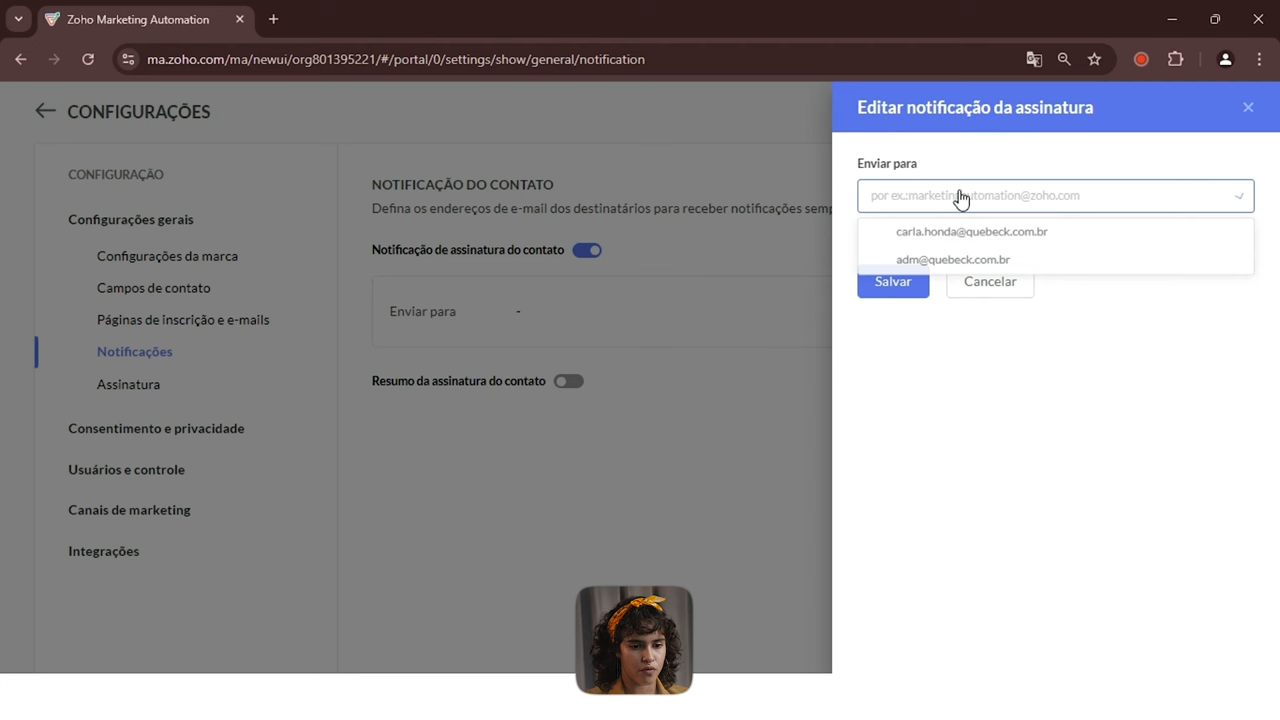 Zoho Marketing Automation
ma.zoho.com/ma/newui/org801395221/#/portal/0/settings/show/general/notification
CONFIGURAÇÕES
CONFIGURAÇÃO
Configurações gerais
Configurações da marca
Campos de contato
Páginas de inscrição e e-mails
Notificações
Assinatura
Consentimento e privacidade
Usuários e controle
Canais de marketing
Integrações
NOTIFICAÇÃO DO CONTATO
Defina os endereços de e-mail dos destinatários para receber notificações semp
Notificação de assinatura do contato
Enviar para -
Resumo da assinatura do contato
Editar notificação da assinatura
Enviar para
por ex.:marketingautomation@zoho.com
carla.honda@quebeck.com.br
adm@quebeck.com.br
Salvar Cancelar